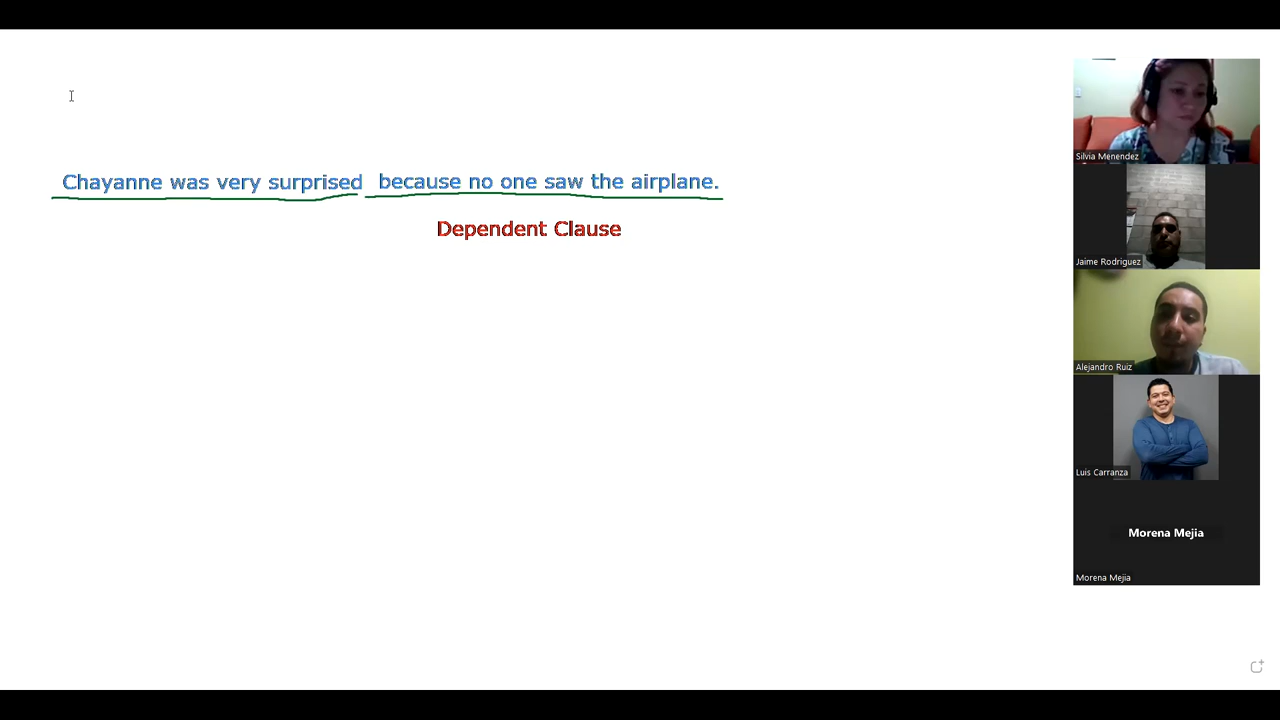 Chayanne was very surprised because no one saw the airplane.
Dependent Clause
Silvia Menendez
Jaime Rodriguez
Alejandro Ruiz
Luis Carranza
Morena Mejia
Morena Mejia